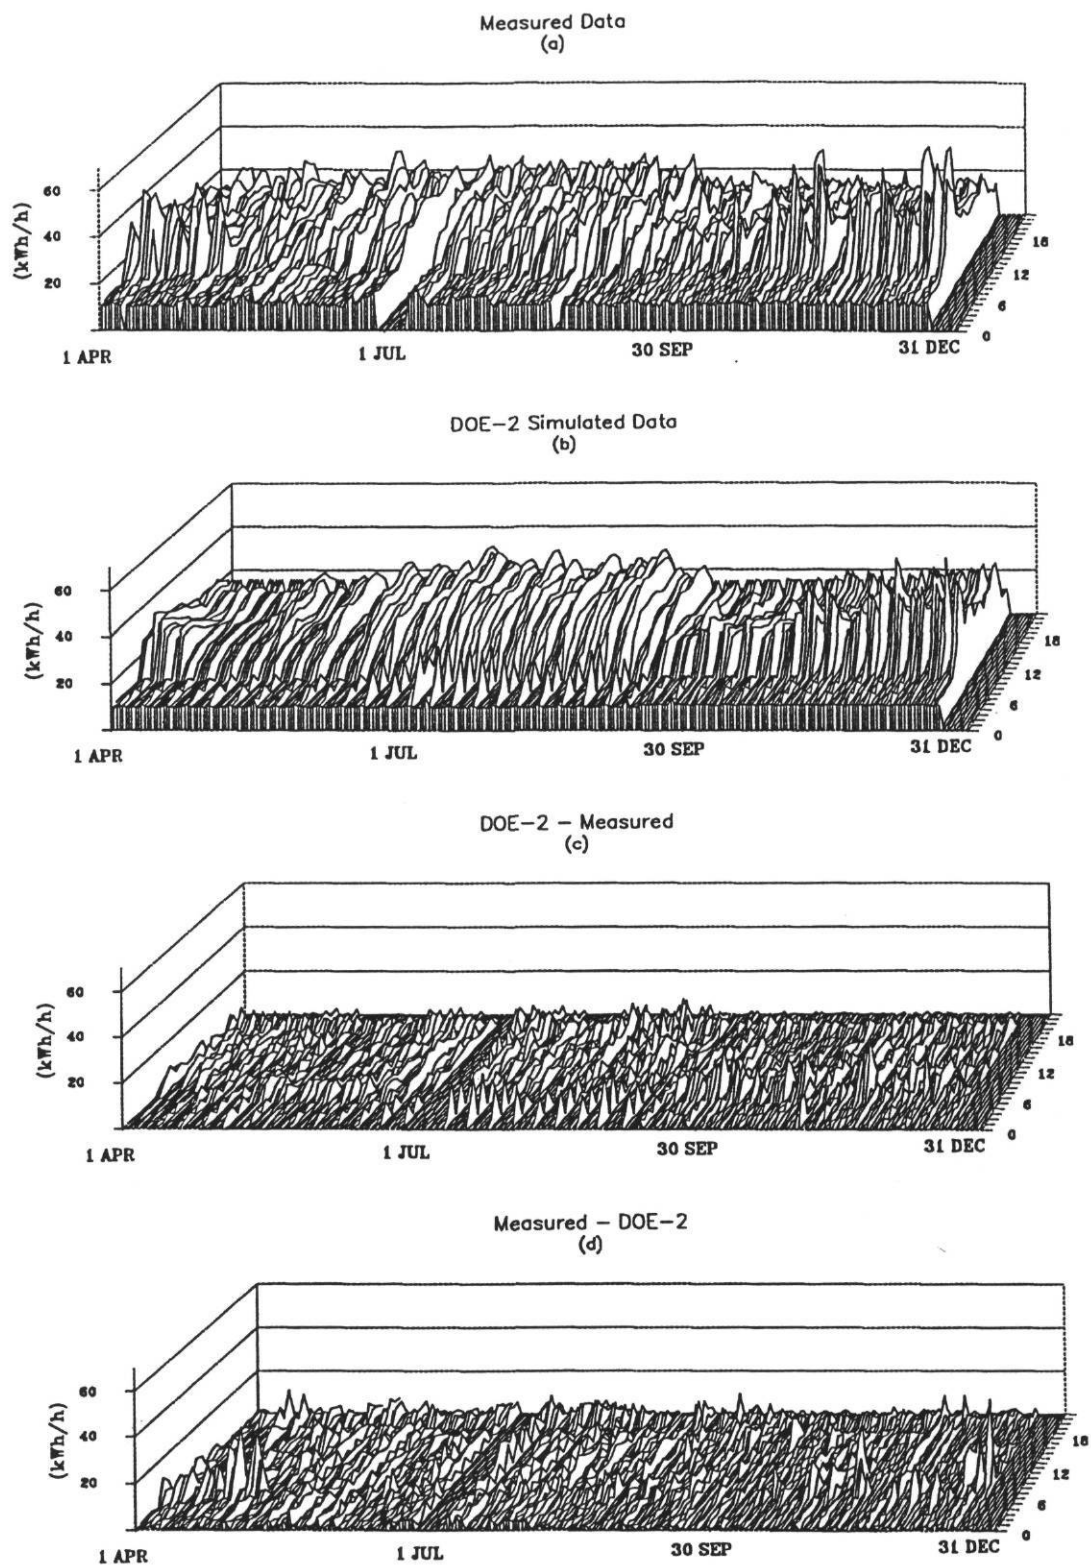 Measured Data
(a)
(kWh/h)
60
40
20
1 APR
1 JUL
30 SEP
31 DEC
0
6
12
18
DOE-2 Simulated Data
(b)
(kWh/h)
60
40
20
1 APR
1 JUL
30 SEP
31 DEC
0
6
12
18
DOE-2 - Measured
(c)
(kWh/h)
60
40
20
1 APR
1 JUL
30 SEP
31 DEC
0
6
12
18
Measured - DOE-2
(d)
(kWh/h)
60
40
20
1 APR
1 JUL
30 SEP
31 DEC
0
6
12
18